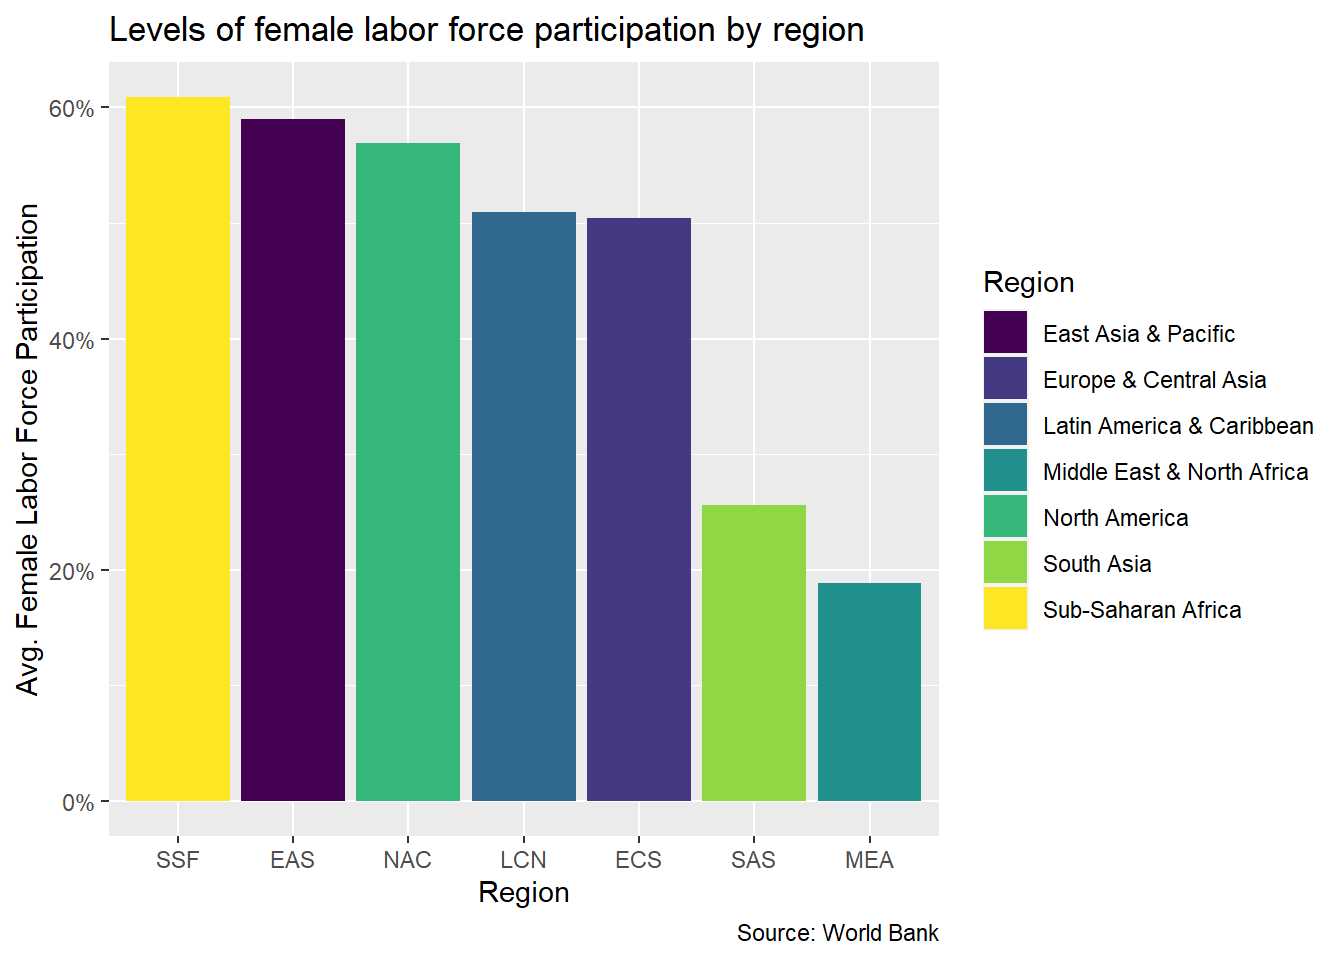 Levels of female labor force participation by region
Avg. Female Labor Force Participation
60%
40%
20%
0%
SSF EAS NAC LCN ECS SAS MEA
Region
Source: World Bank
Region
East Asia & Pacific
Europe & Central Asia
Latin America & Caribbean
Middle East & North Africa
North America
South Asia
Sub-Saharan Africa